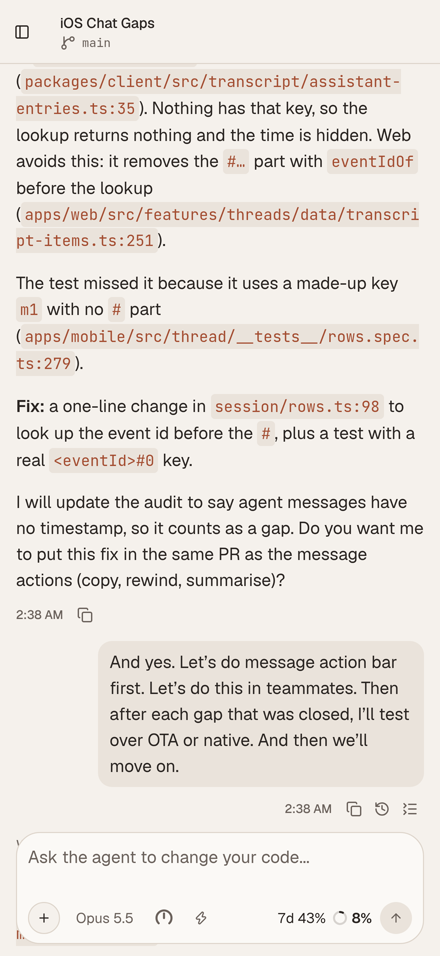 iOS Chat Gaps
main
(packages/client/src/transcript/assistant-
entries.ts:35). Nothing has that key, so the
lookup returns nothing and the time is hidden. Web
avoids this: it removes the #… part with eventIdOf
before the lookup
(apps/web/src/features/threads/data/transcri
pt-items.ts:251).
The test missed it because it uses a made-up key
m1 with no # part
(apps/mobile/src/thread/__tests__/rows.spec.
ts:279).
Fix: a one-line change in session/rows.ts:98 to
look up the event id before the #, plus a test with a
real <eventId>#0 key.
I will update the audit to say agent messages have
no timestamp, so it counts as a gap. Do you want me
to put this fix in the same PR as the message
actions (copy, rewind, summarise)?
2:38 AM
And yes. Let’s do message action bar
first. Let’s do this in teammates. Then
after each gap that was closed, I’ll test
over OTA or native. And then we’ll
move on.
2:38 AM
Ask the agent to change your code…
Opus 5.5
7d 43%
8%